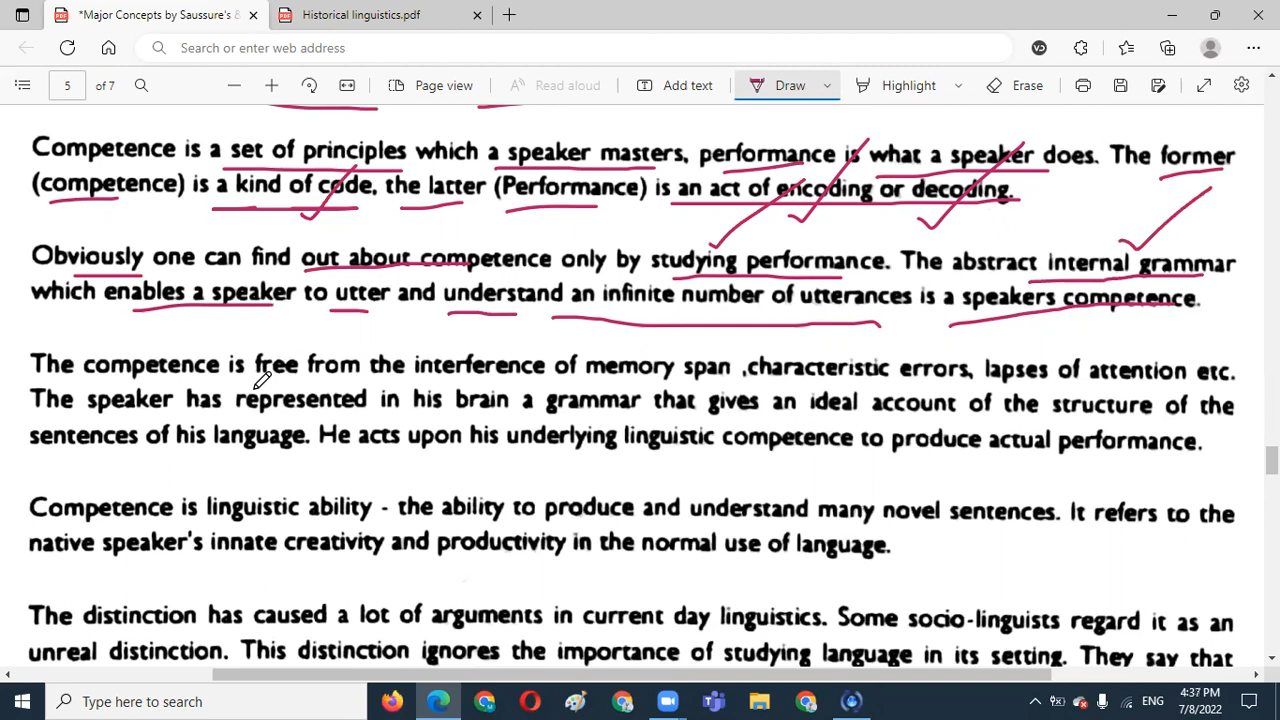 *Major Concepts by Saussure's &
Historical linguistics.pdf
Search or enter web address
5 of 7
Page view
Read aloud
Add text
Draw
Highlight
Erase
Competence is a set of principles which a speaker masters, performance is what a speaker does. The former
(competence) is a kind of code, the latter (Performance) is an act of encoding or decoding.
Obviously one can find out about competence only by studying performance. The abstract internal grammar
which enables a speaker to utter and understand an infinite number of utterances is a speakers competence.
The competence is free from the interference of memory span ,characteristic errors, lapses of attention etc.
The speaker has represented in his brain a grammar that gives an ideal account of the structure of the
sentences of his language. He acts upon his underlying linguistic competence to produce actual performance.
Competence is linguistic ability - the ability to produce and understand many novel sentences. It refers to the
native speaker's innate creativity and productivity in the normal use of language.
The distinction has caused a lot of arguments in current day linguistics. Some socio-linguists regard it as an
unreal distinction. This distinction ignores the importance of studying language in its setting. They say that
Type here to search
ENG
4:37 PM
7/8/2022